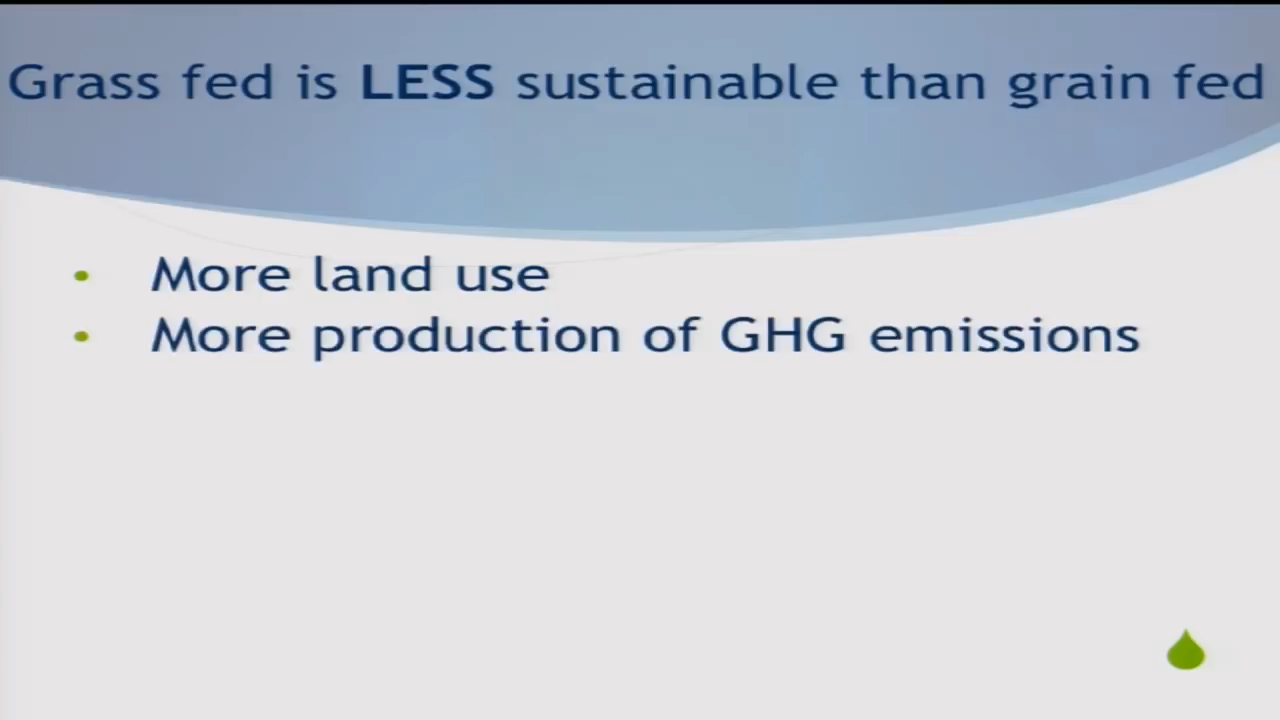 Grass fed is LESS sustainable than grain fed
• More land use
• More production of GHG emissions